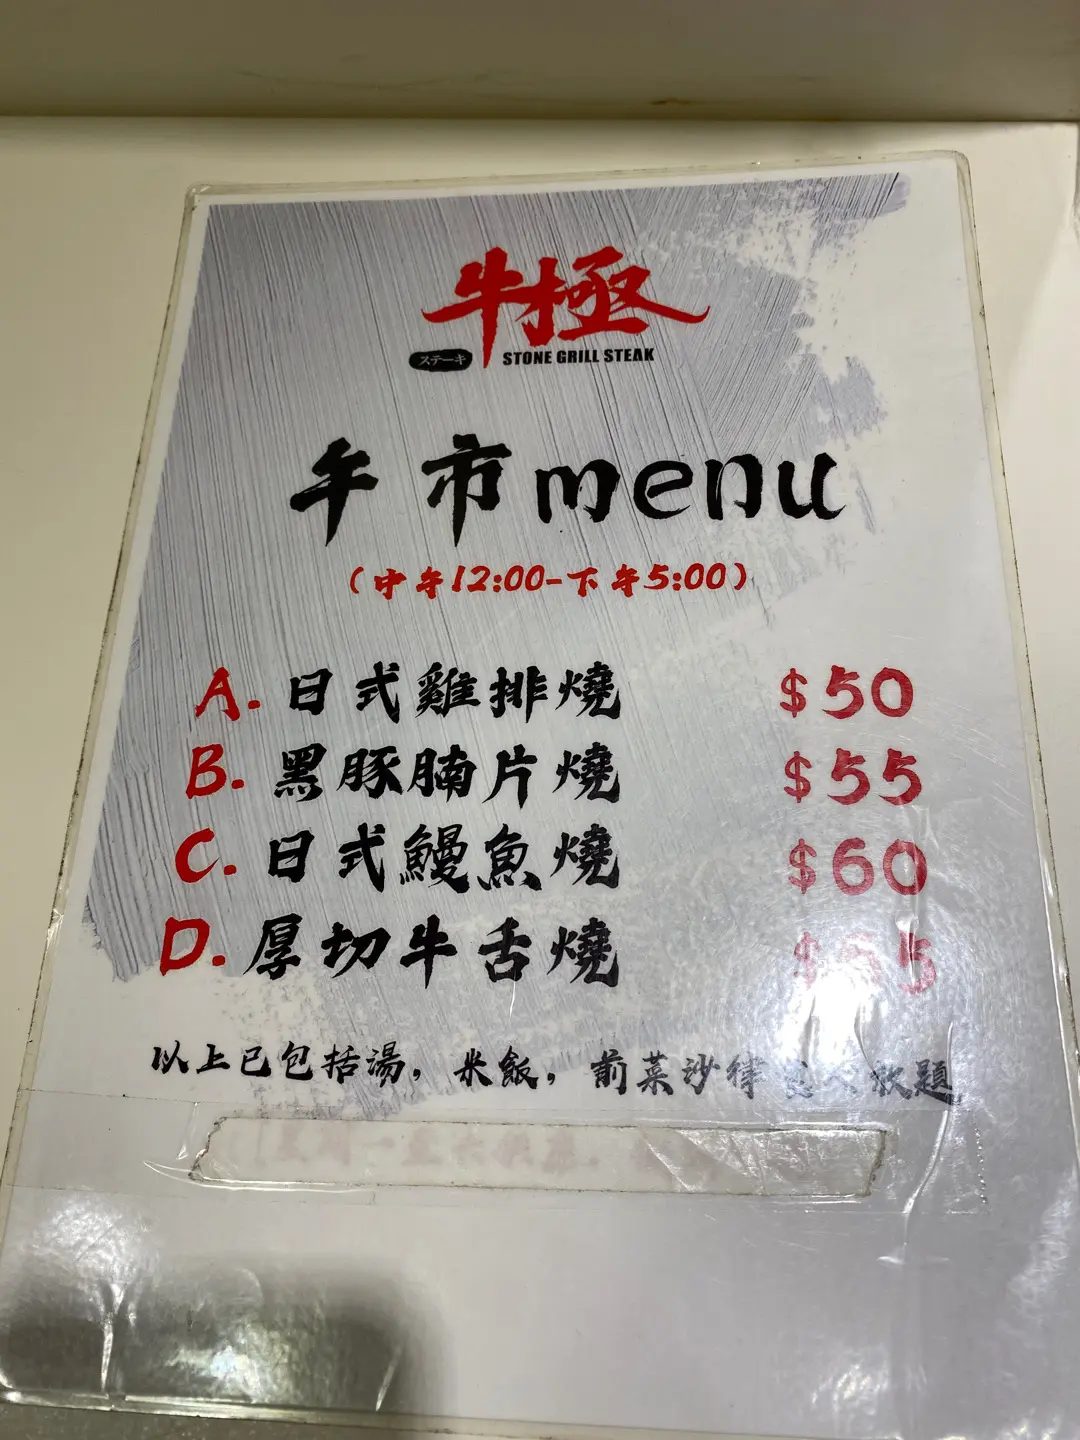 牛極
ステーキ STONE GRILL STEAK
午市menu
(中午12:00-下午5:00)
A. 日式雞排燒 $50
B. 黑豚腩片燒 $55
C. 日式鰻魚燒 $60
D. 厚切牛舌燒
以上已包括湯，米飯，前菜沙律 放題